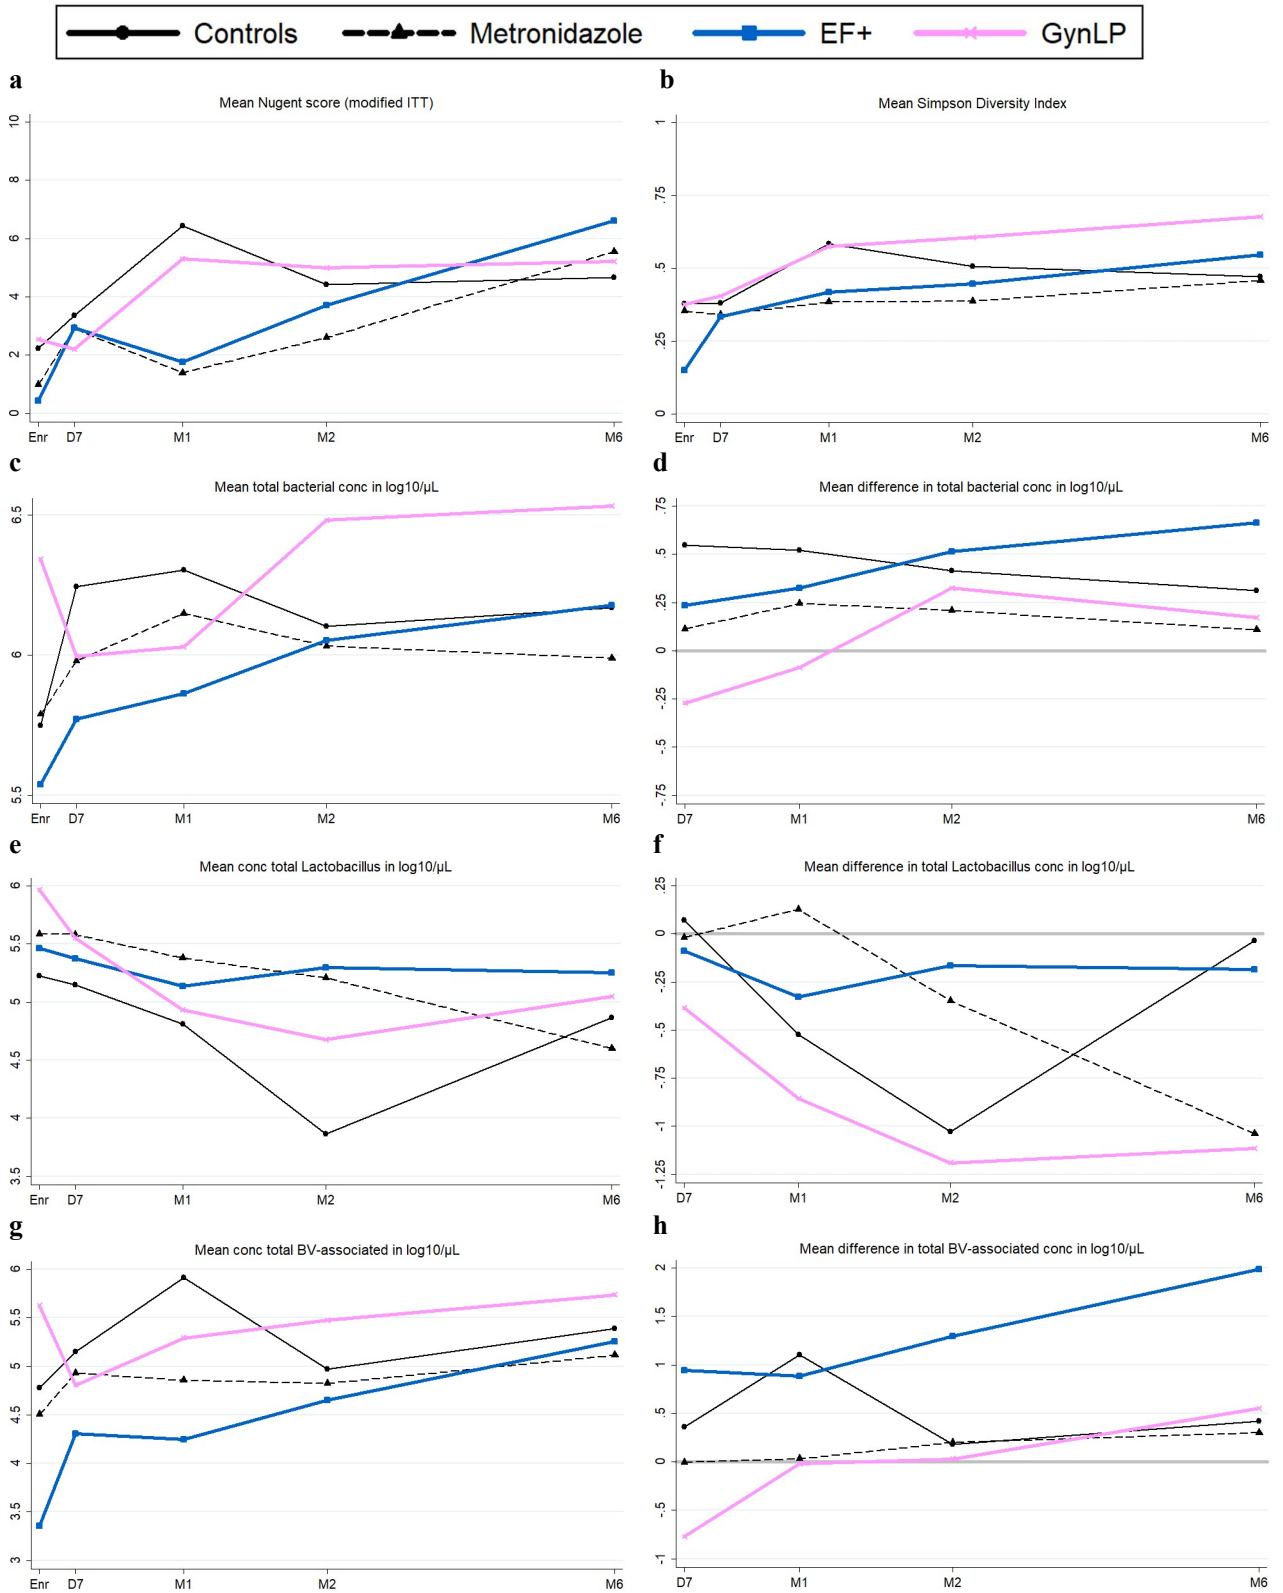 Controls Metronidazole EF+ GynLP
a
Mean Nugent score (modified ITT)
10
8
6
4
2
0
Enr D7 M1 M2 M6
b
Mean Simpson Diversity Index
1
.75
.5
.25
0
Enr D7 M1 M2 M6
c
Mean total bacterial conc in log10/µL
6.5
6
5.5
Enr D7 M1 M2 M6
d
Mean difference in total bacterial conc in log10/µL
.75
.5
.25
0
-.25
-.5
-.75
D7 M1 M2 M6
e
Mean conc total Lactobacillus in log10/µL
6
5.5
5
4.5
4
3.5
Enr D7 M1 M2 M6
f
Mean difference in total Lactobacillus conc in log10/µL
.25
0
-.25
-.5
-.75
-1
-1.25
D7 M1 M2 M6
g
Mean conc total BV-associated in log10/µL
6
5.5
5
4.5
4
3.5
3
Enr D7 M1 M2 M6
h
Mean difference in total BV-associated conc in log10/µL
2
1.5
1
.5
0
-.5
-1
D7 M1 M2 M6